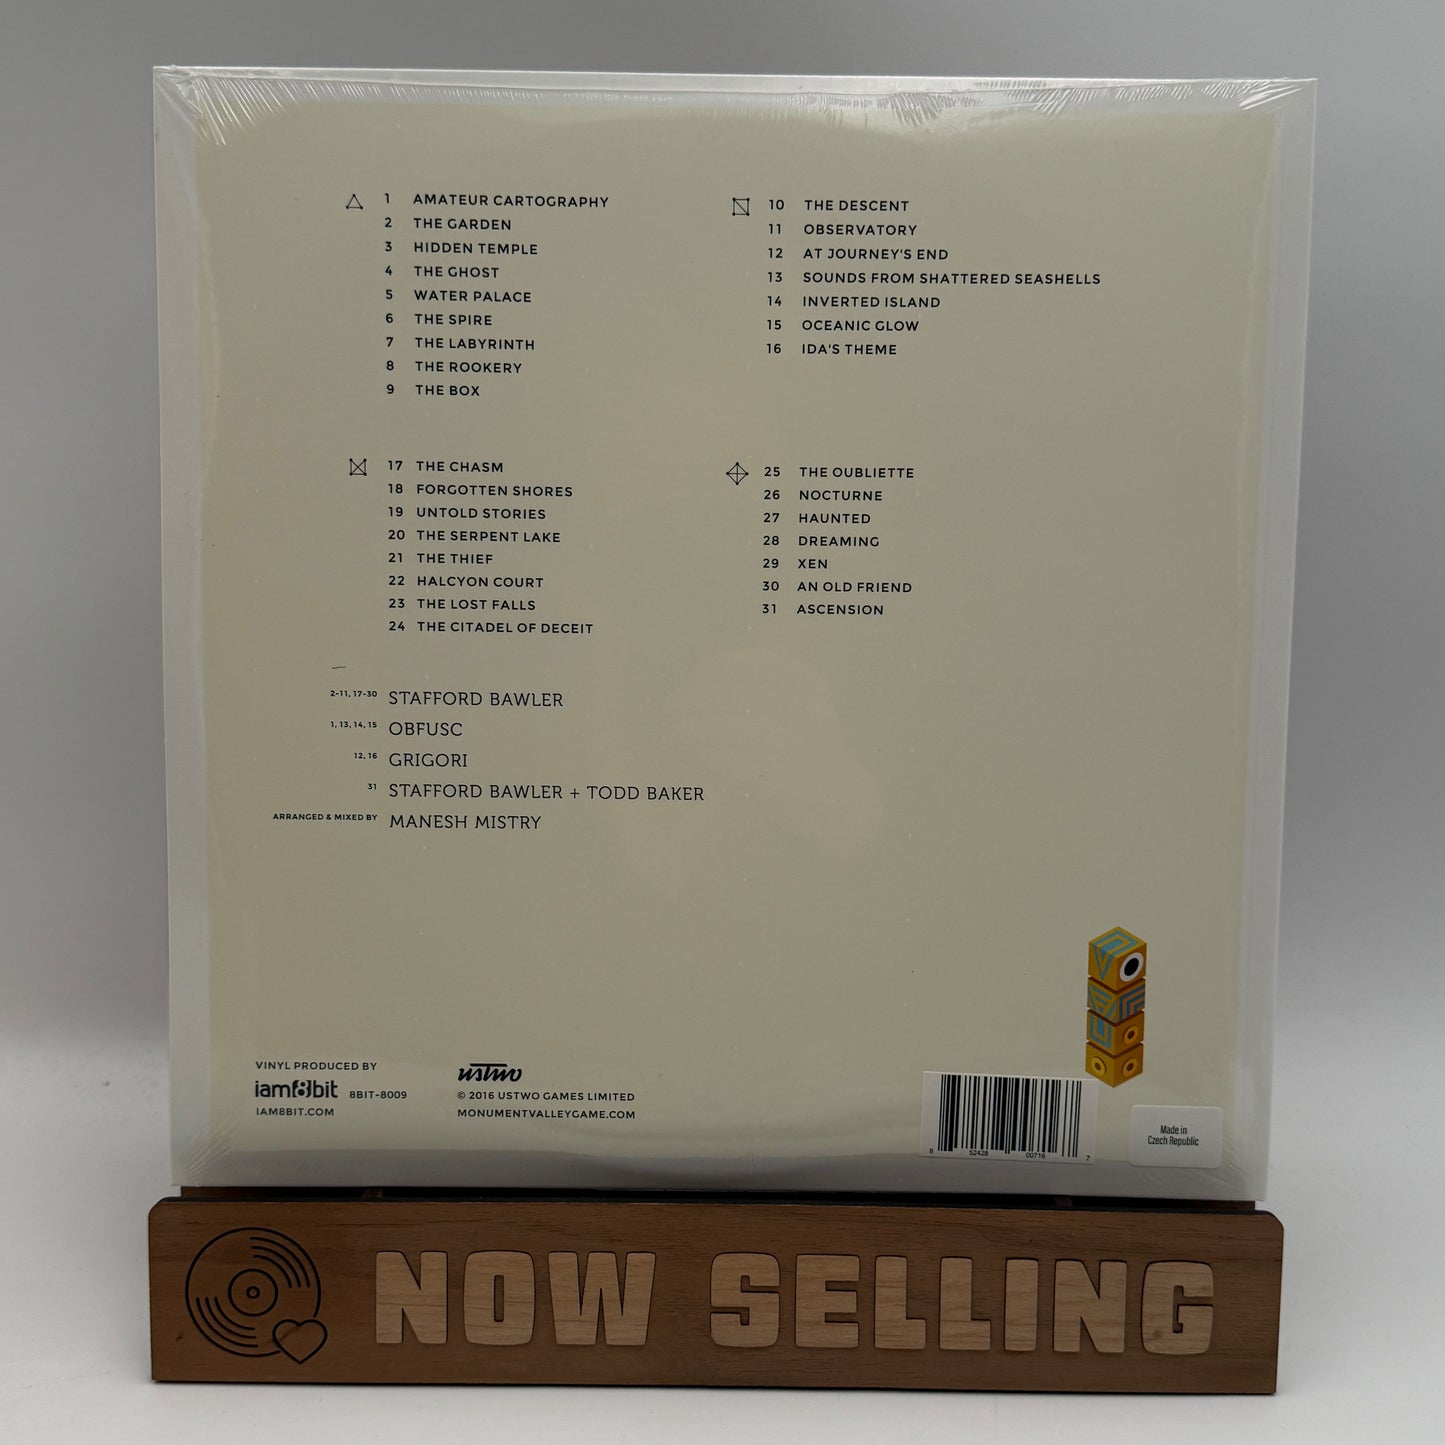 1 AMATEUR CARTOGRAPHY
2 THE GARDEN
3 HIDDEN TEMPLE
4 THE GHOST
5 WATER PALACE
6 THE SPIRE
7 THE LABYRINTH
8 THE ROOKERY
9 THE BOX
10 THE DESCENT
11 OBSERVATORY
12 AT JOURNEY'S END
13 SOUNDS FROM SHATTERED SEASHELLS
14 INVERTED ISLAND
15 OCEANIC GLOW
16 IDA'S THEME
17 THE CHASM
18 FORGOTTEN SHORES
19 UNTOLD STORIES
20 THE SERPENT LAKE
21 THE THIEF
22 HALCYON COURT
23 THE LOST FALLS
24 THE CITADEL OF DECEIT
25 THE OUBLIETTE
26 NOCTURNE
27 HAUNTED
28 DREAMING
29 XEN
30 AN OLD FRIEND
31 ASCENSION
2-11, 17-30 STAFFORD BAWLER
1, 13, 14, 15 OBFUSC
12, 16 GRIGORI
31 STAFFORD BAWLER + TODD BAKER
ARRANGED & MIXED BY MANESH MISTRY
VINYL PRODUCED BY
iam8bit 8BIT-8009
IAM8BIT.COM
ustwo
© 2016 USTWO GAMES LIMITED
MONUMENTVALLEYGAME.COM
8 52428 00716 7
Made in
Czech Republic
NOW SELLING